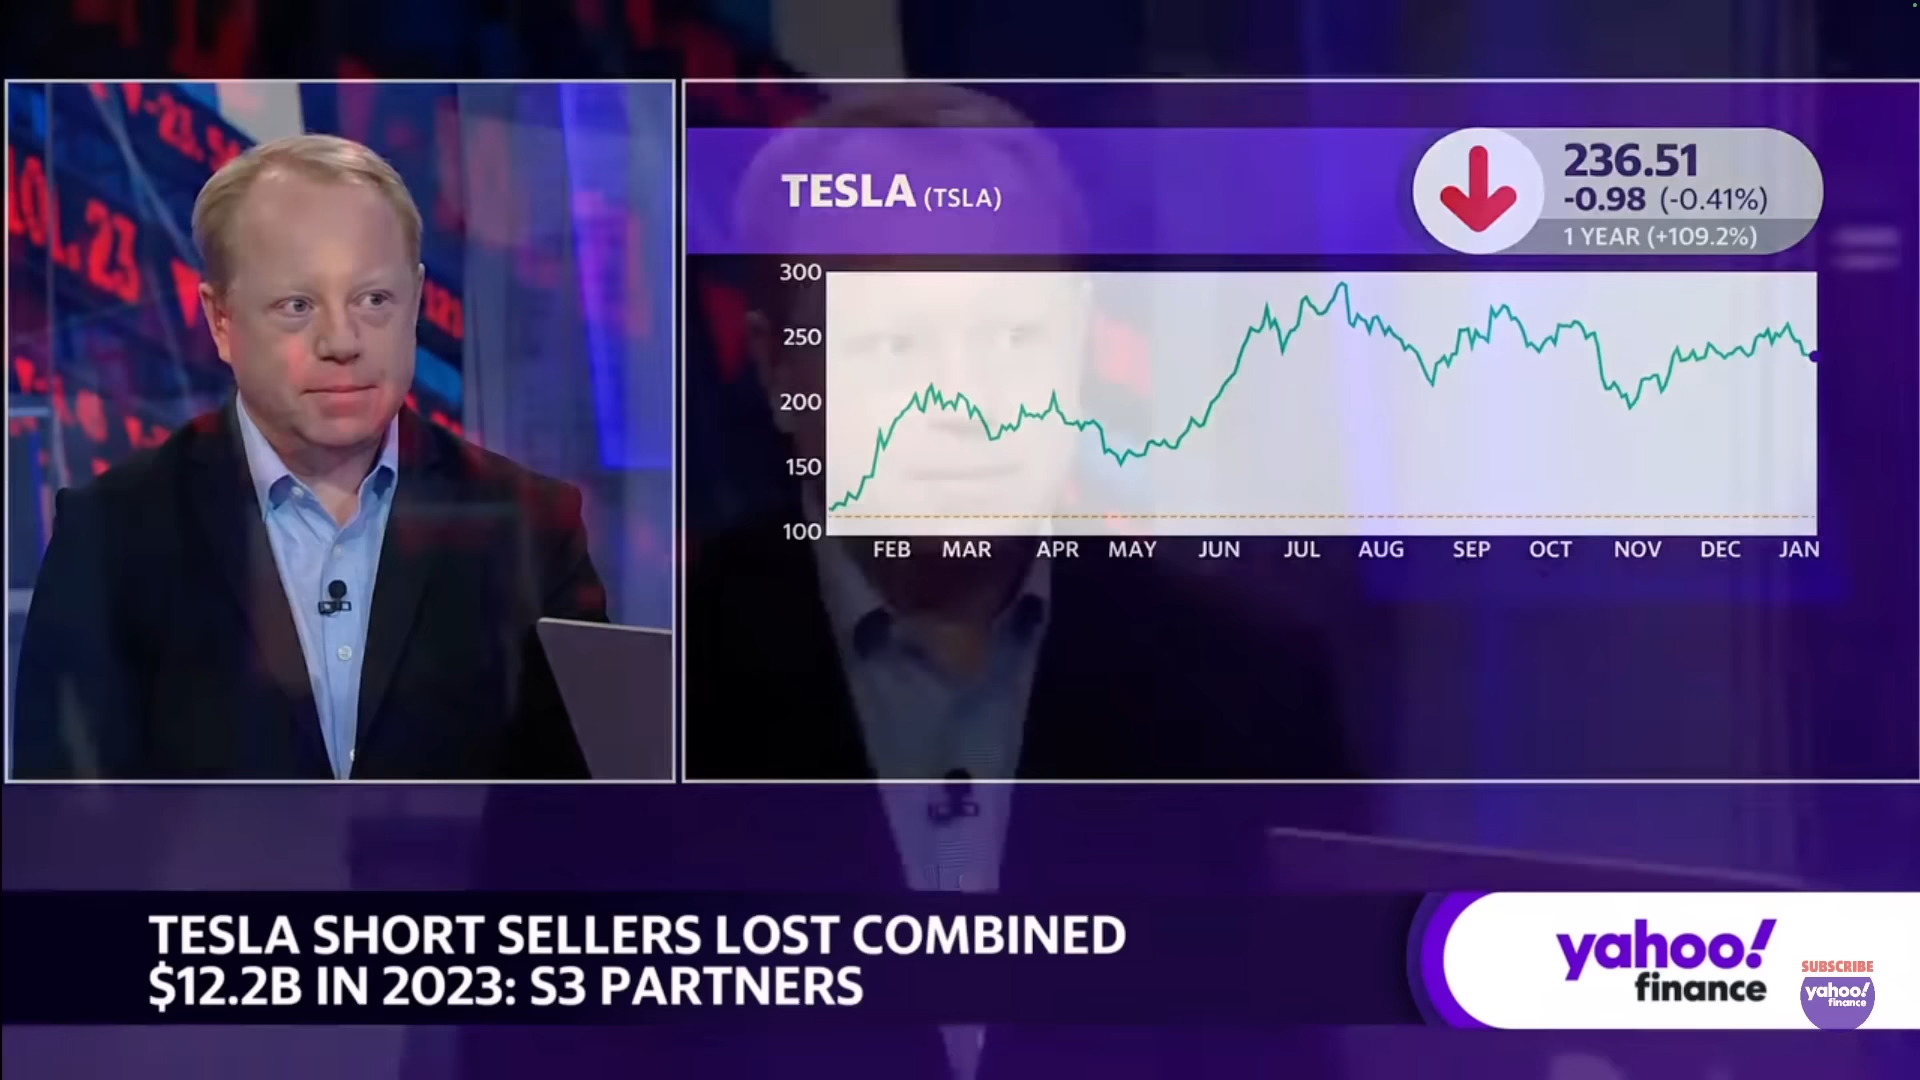 TESLA (TSLA)
236.51
-0.98 (-0.41%)
1 YEAR (+109.2%)
300
250
200
150
100
FEB MAR APR MAY JUN JUL AUG SEP OCT NOV DEC JAN
TESLA SHORT SELLERS LOST COMBINED
$12.2B IN 2023: S3 PARTNERS
yahoo!
finance
SUBSCRIBE
yahoo!
finance